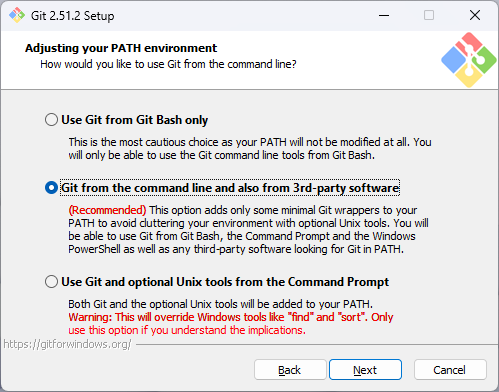 Git 2.51.2 Setup
Adjusting your PATH environment
How would you like to use Git from the command line?
Use Git from Git Bash only
This is the most cautious choice as your PATH will not be modified at all. You
will only be able to use the Git command line tools from Git Bash.
Git from the command line and also from 3rd-party software
(Recommended) This option adds only some minimal Git wrappers to your
PATH to avoid cluttering your environment with optional Unix tools. You will
be able to use Git from Git Bash, the Command Prompt and the Windows
PowerShell as well as any third-party software looking for Git in PATH.
Use Git and optional Unix tools from the Command Prompt
Both Git and the optional Unix tools will be added to your PATH.
Warning: This will override Windows tools like "find" and "sort". Only
use this option if you understand the implications.
https://gitforwindows.org/
Back
Next
Cancel